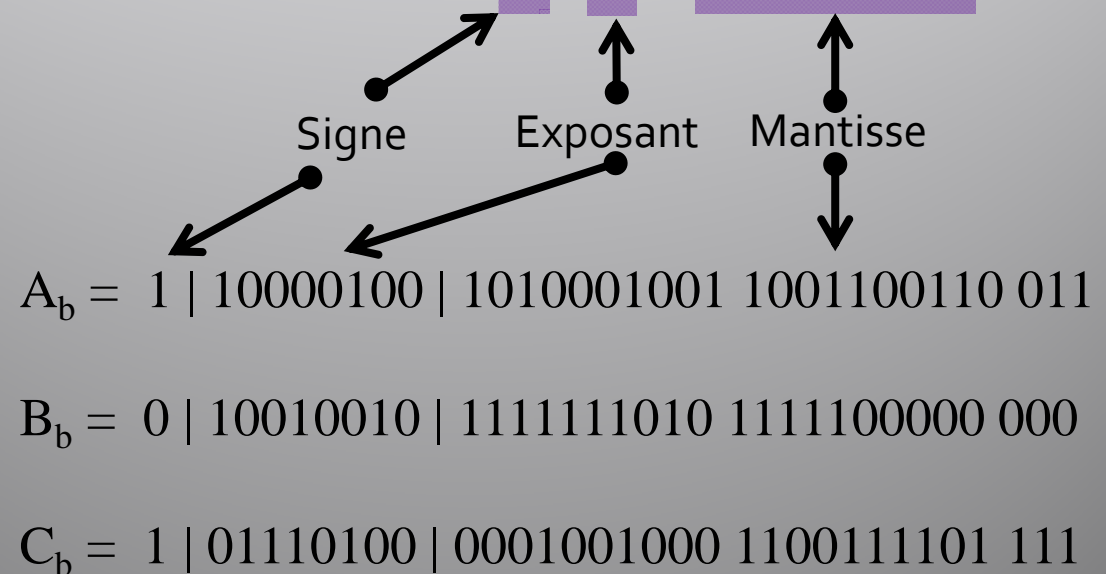 Signe Exposant Mantisse
A_b = 1 | 10000100 | 1010001001 1001100110 011
B_b = 0 | 10010010 | 1111111010 1111100000 000
C_b = 1 | 01110100 | 0001001000 1100111101 111